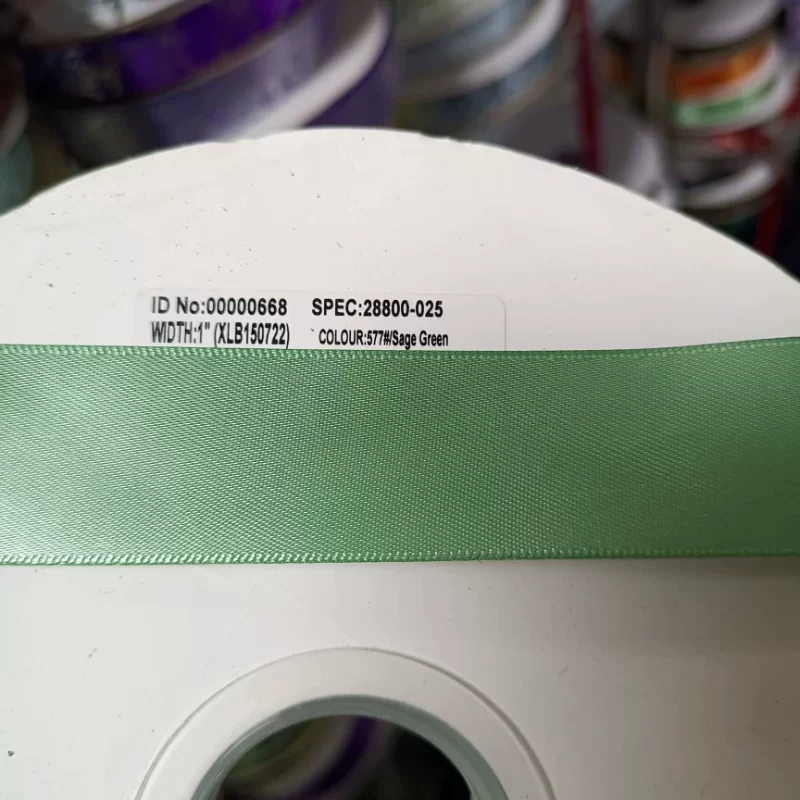 ID No:00000668 SPEC:28800-025
WIDTH:1" (XLB150722) COLOUR:577#/Sage Green